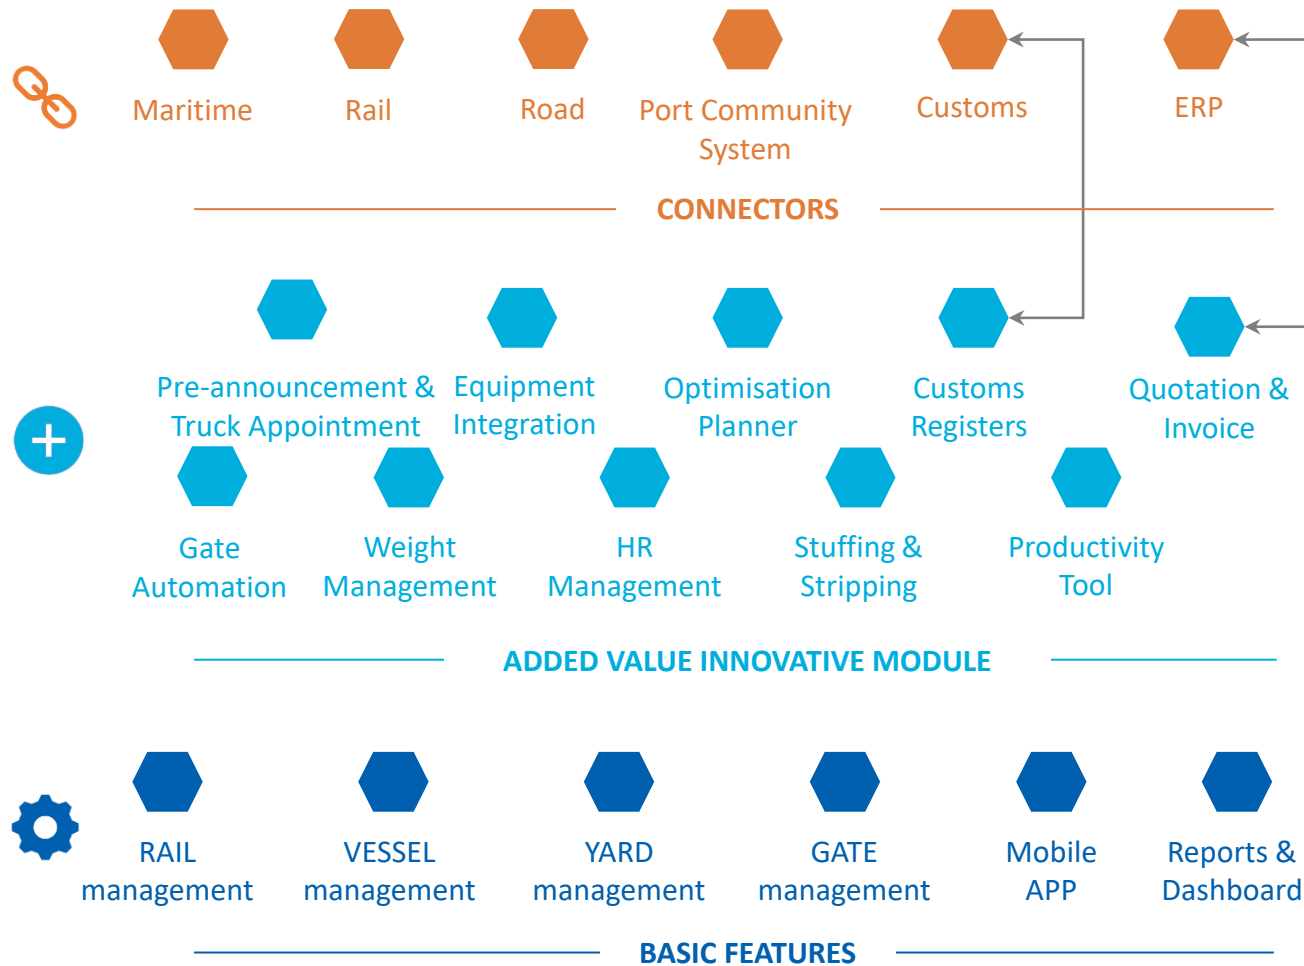 Maritime
Rail
Road
Port Community
System
Customs
ERP
CONNECTORS
Pre-announcement &
Truck Appointment
Equipment
Integration
Optimisation
Planner
Customs
Registers
Quotation &
Invoice
Gate
Automation
Weight
Management
HR
Management
Stuffing &
Stripping
Productivity
Tool
ADDED VALUE INNOVATIVE MODULE
RAIL
management
VESSEL
management
YARD
management
GATE
management
Mobile
APP
Reports &
Dashboard
BASIC FEATURES